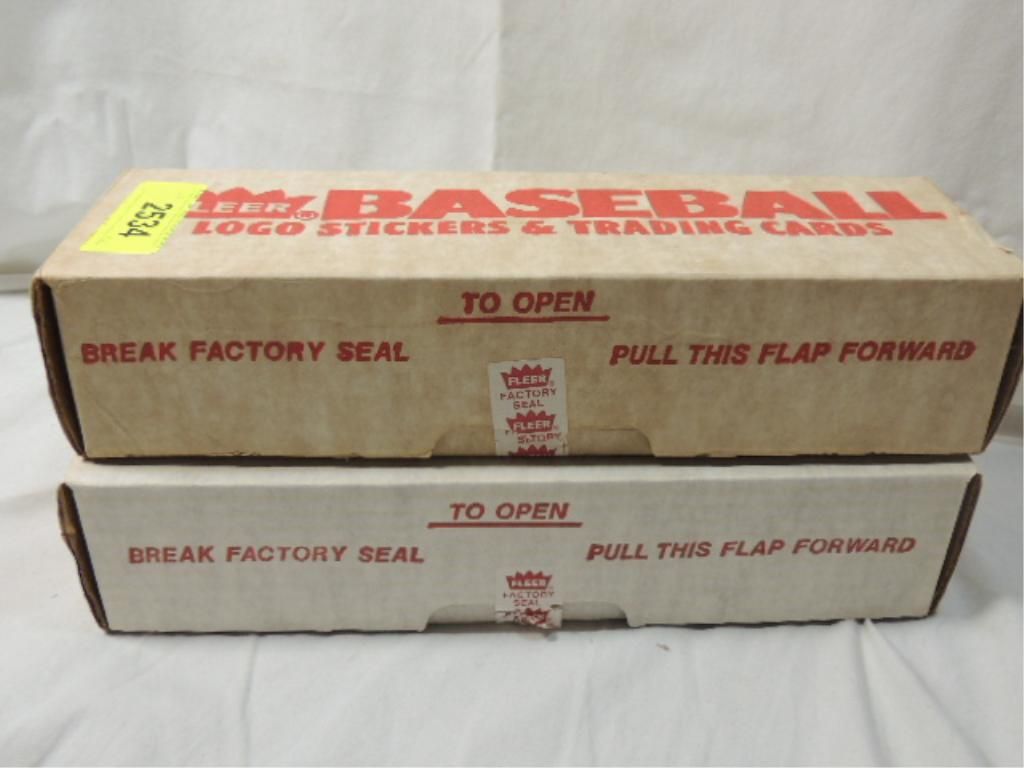 2534
FLEER® BASEBALL
LOGO STICKERS & TRADING CARDS
TO OPEN
BREAK FACTORY SEAL
PULL THIS FLAP FORWARD
FLEER®
FACTORY
SEAL
FLEER®
TO OPEN
BREAK FACTORY SEAL
PULL THIS FLAP FORWARD
FLEER
FACTORY
SEAL